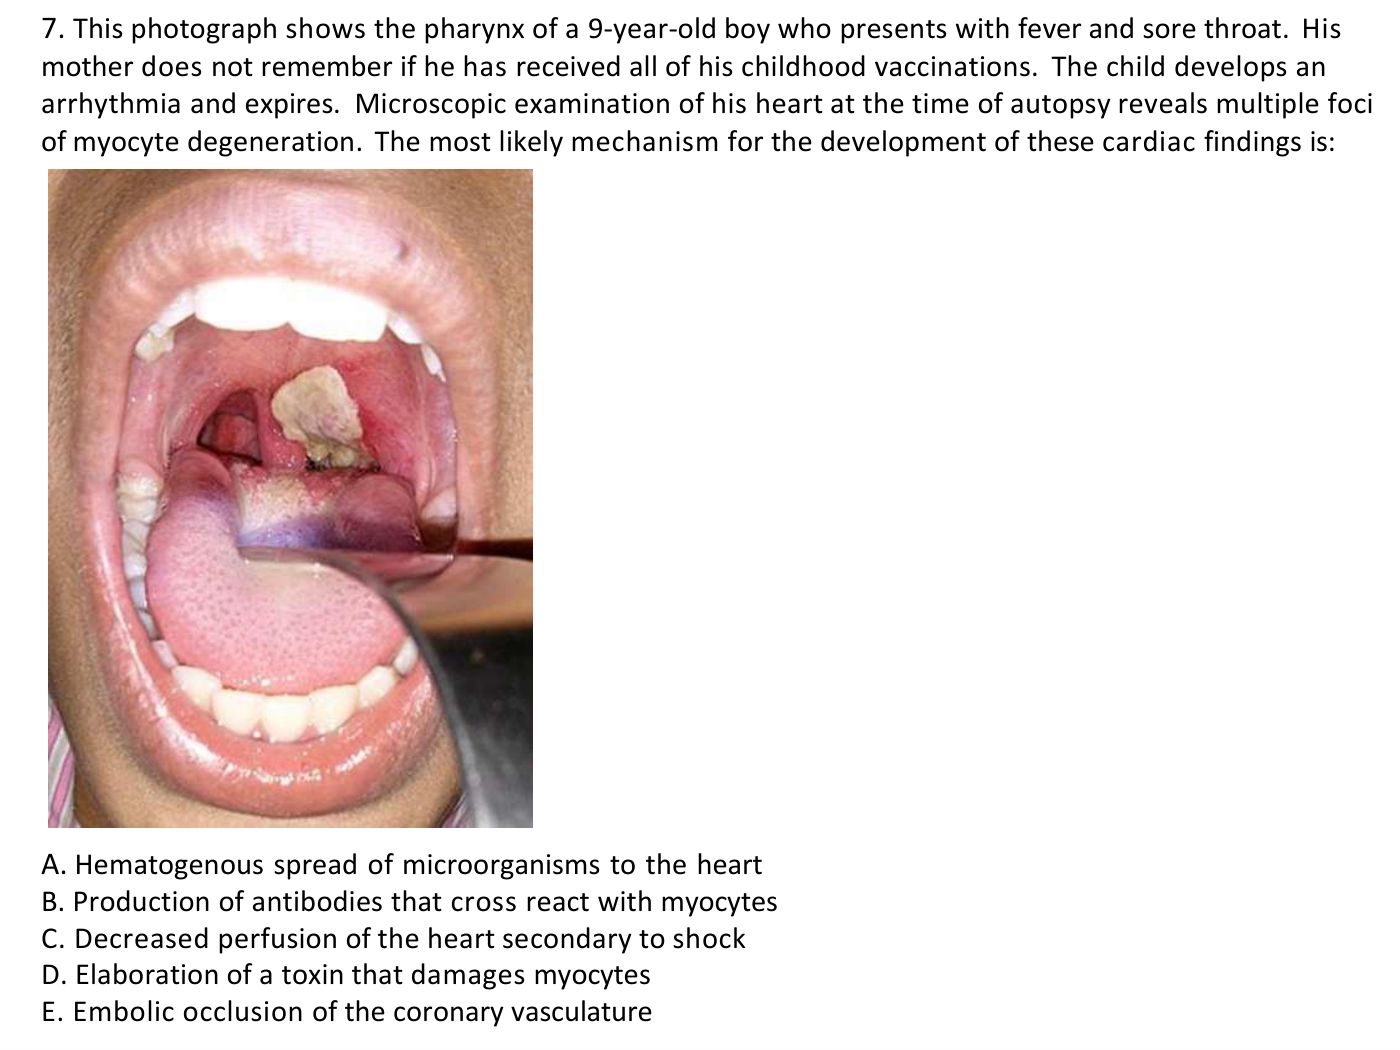 7. This photograph shows the pharynx of a 9-year-old boy who presents with fever and sore throat.  His
mother does not remember if he has received all of his childhood vaccinations.  The child develops an
arrhythmia and expires.  Microscopic examination of his heart at the time of autopsy reveals multiple foci
of myocyte degeneration.  The most likely mechanism for the development of these cardiac findings is:
A. Hematogenous spread of microorganisms to the heart
B. Production of antibodies that cross react with myocytes
C. Decreased perfusion of the heart secondary to shock
D. Elaboration of a toxin that damages myocytes
E. Embolic occlusion of the coronary vasculature